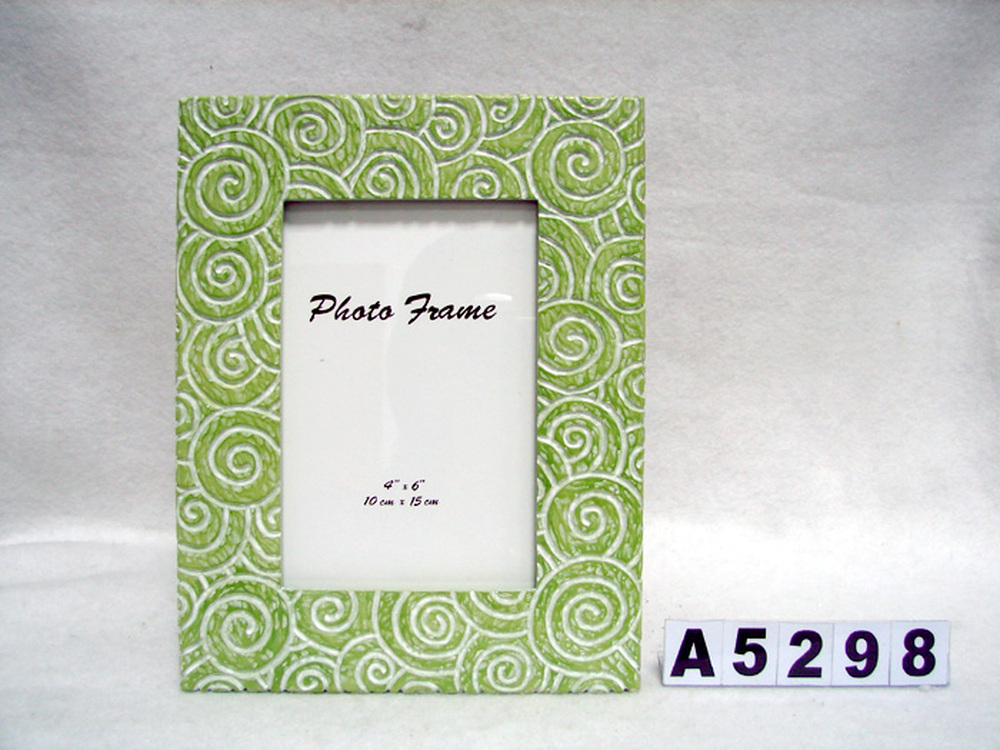 Photo Frame
4" x 6"
10 cm x 15 cm
A5298